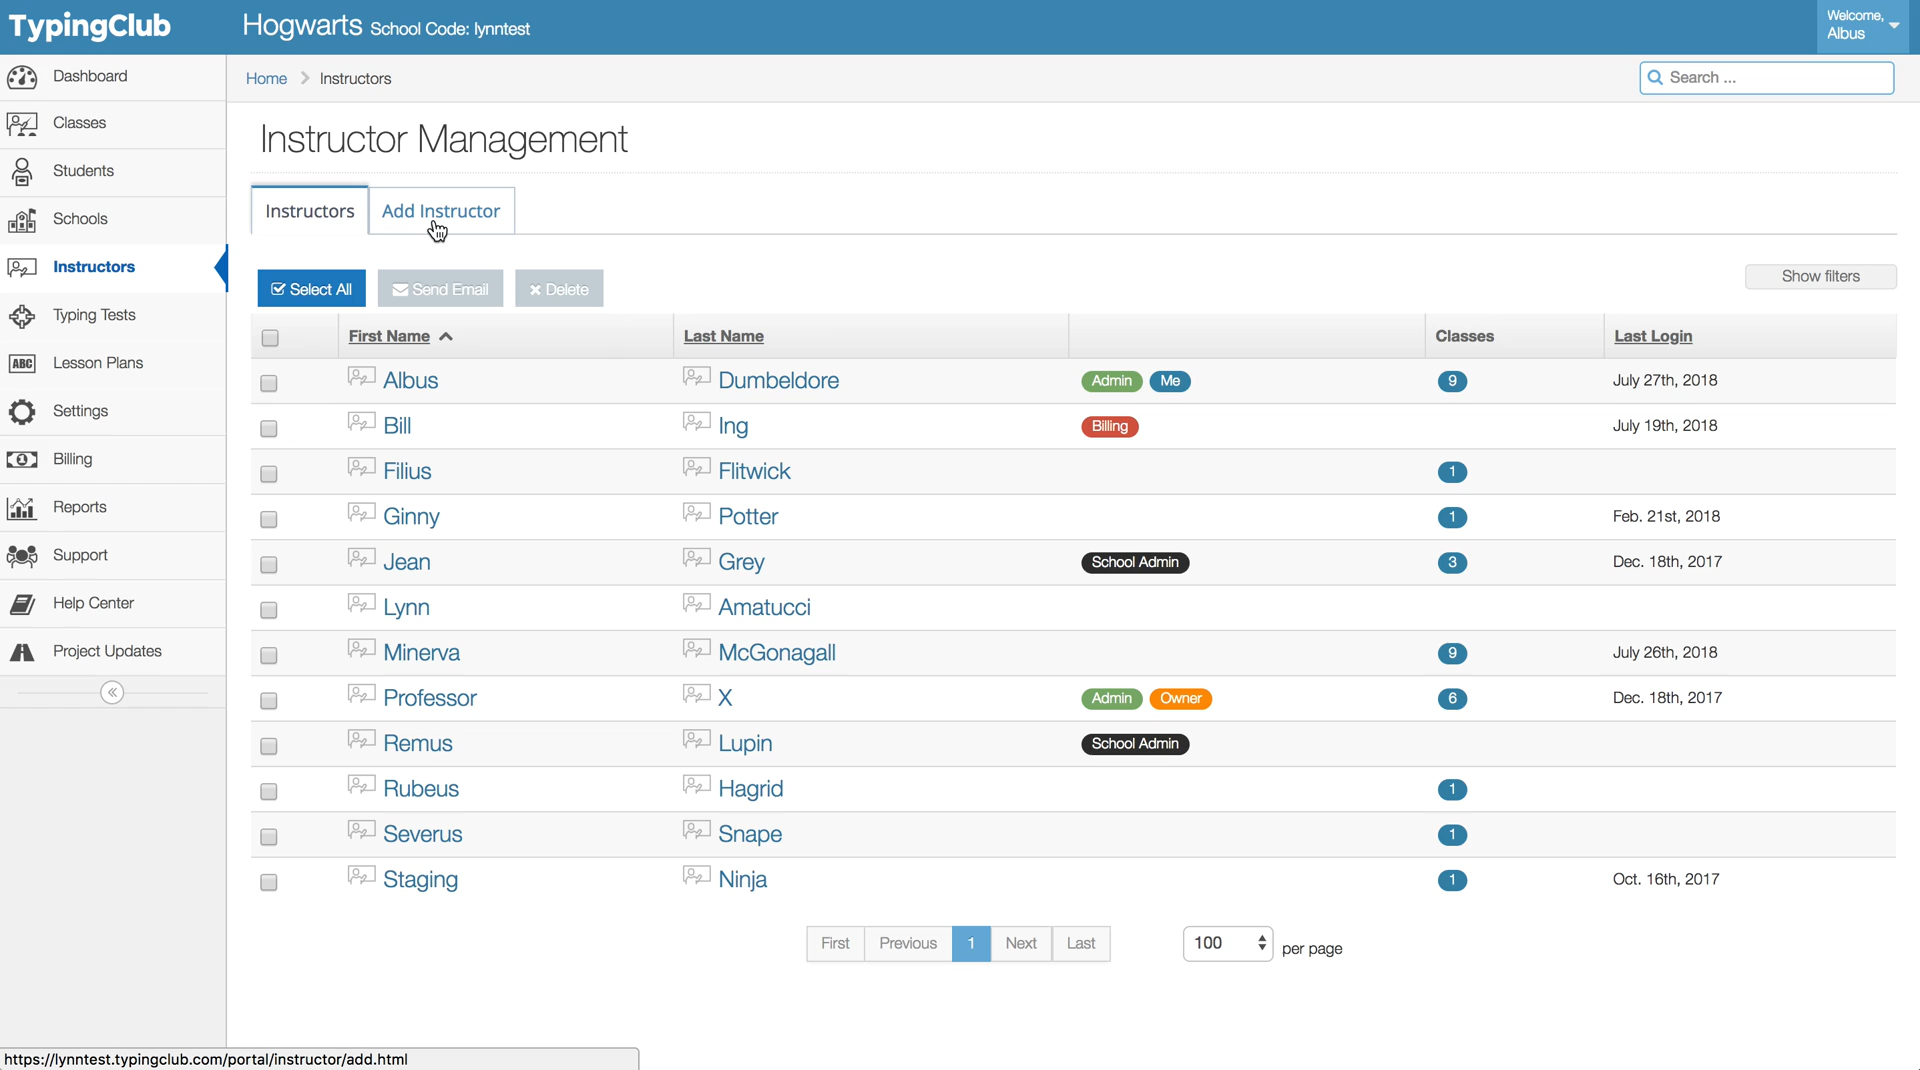 TypingClub
Hogwarts School Code: lynntest
Welcome,
Albus
Dashboard
Classes
Students
Schools
Instructors
Typing Tests
ABC Lesson Plans
Settings
Billing
Reports
Support
Help Center
Project Updates
Home Instructors
Search ...
Instructor Management
Instructors Add Instructor
Select All Send Email Delete
Show filters
First Name Last Name Classes Last Login
Albus Dumbeldore Admin Me 9 July 27th, 2018
Bill Ing Billing July 19th, 2018
Filius Flitwick 1
Ginny Potter 1 Feb. 21st, 2018
Jean Grey School Admin 3 Dec. 18th, 2017
Lynn Amatucci
Minerva McGonagall 9 July 26th, 2018
Professor X Admin Owner 6 Dec. 18th, 2017
Remus Lupin School Admin
Rubeus Hagrid 1
Severus Snape 1
Staging Ninja 1 Oct. 16th, 2017
First Previous 1 Next Last 100 per page
https://lynntest.typingclub.com/portal/instructor/add.html